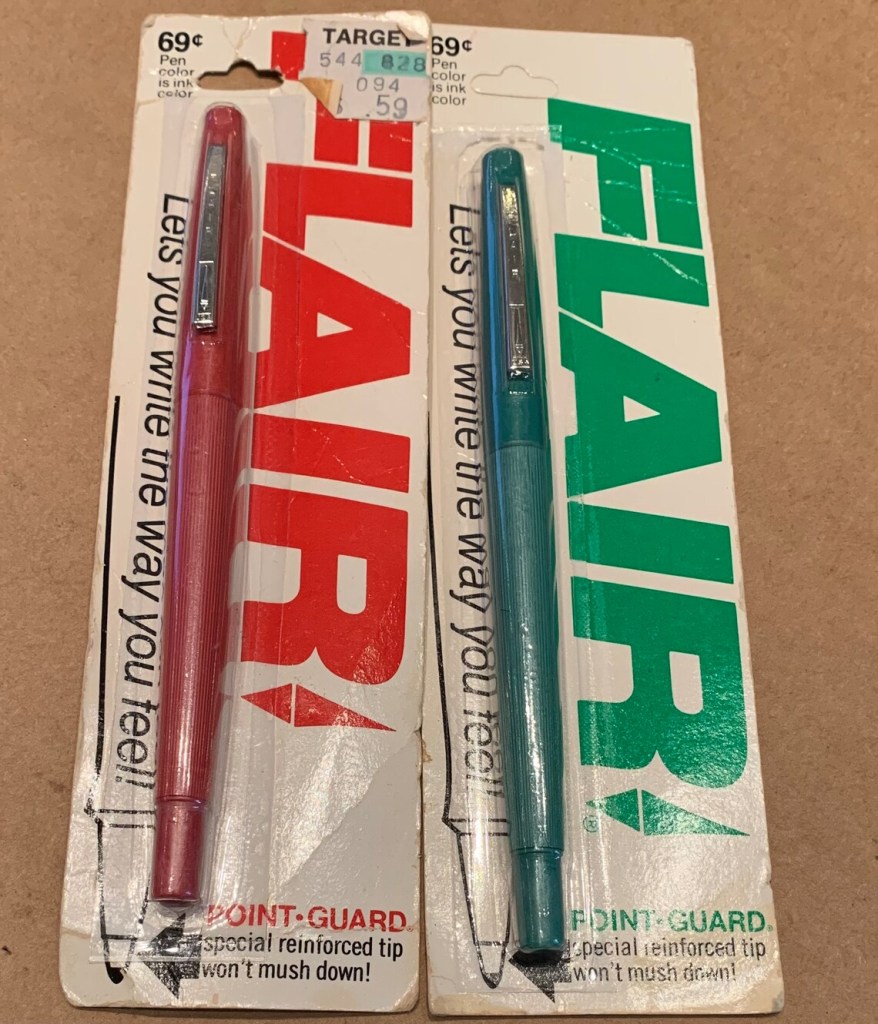 69¢
Pen
color
is ink
color
TARGET
544 828
094
$ .59
FLAIR
Lets you write the way you feel!
POINT·GUARD
special reinforced tip
won't mush down!
69¢
Pen
color
is ink
color
FLAIR
®
Lets you write the way you feel!
POINT·GUARD®
special reinforced tip
won't mush down!